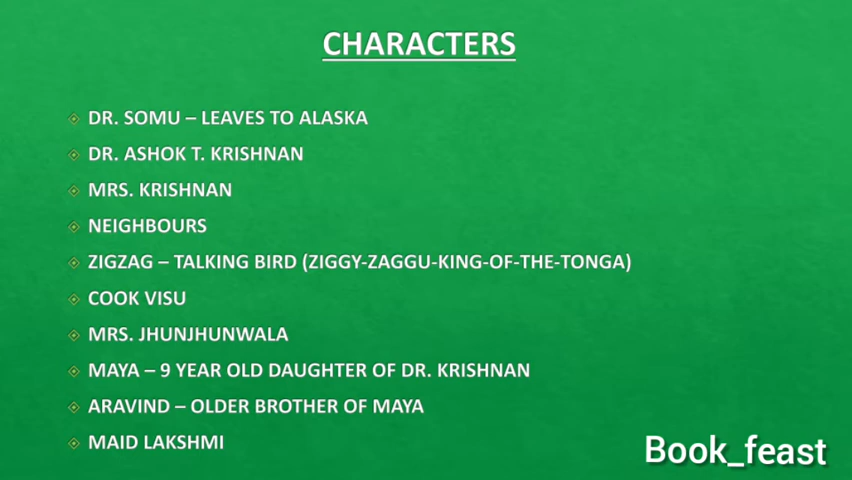 CHARACTERS
DR. SOMU – LEAVES TO ALASKA
DR. ASHOK T. KRISHNAN
MRS. KRISHNAN
NEIGHBOURS
ZIGZAG – TALKING BIRD (ZIGGY-ZAGGU-KING-OF-THE-TONGA)
COOK VISU
MRS. JHUNJHUNWALA
MAYA – 9 YEAR OLD DAUGHTER OF DR. KRISHNAN
ARAVIND – OLDER BROTHER OF MAYA
MAID LAKSHMI
Book_feast